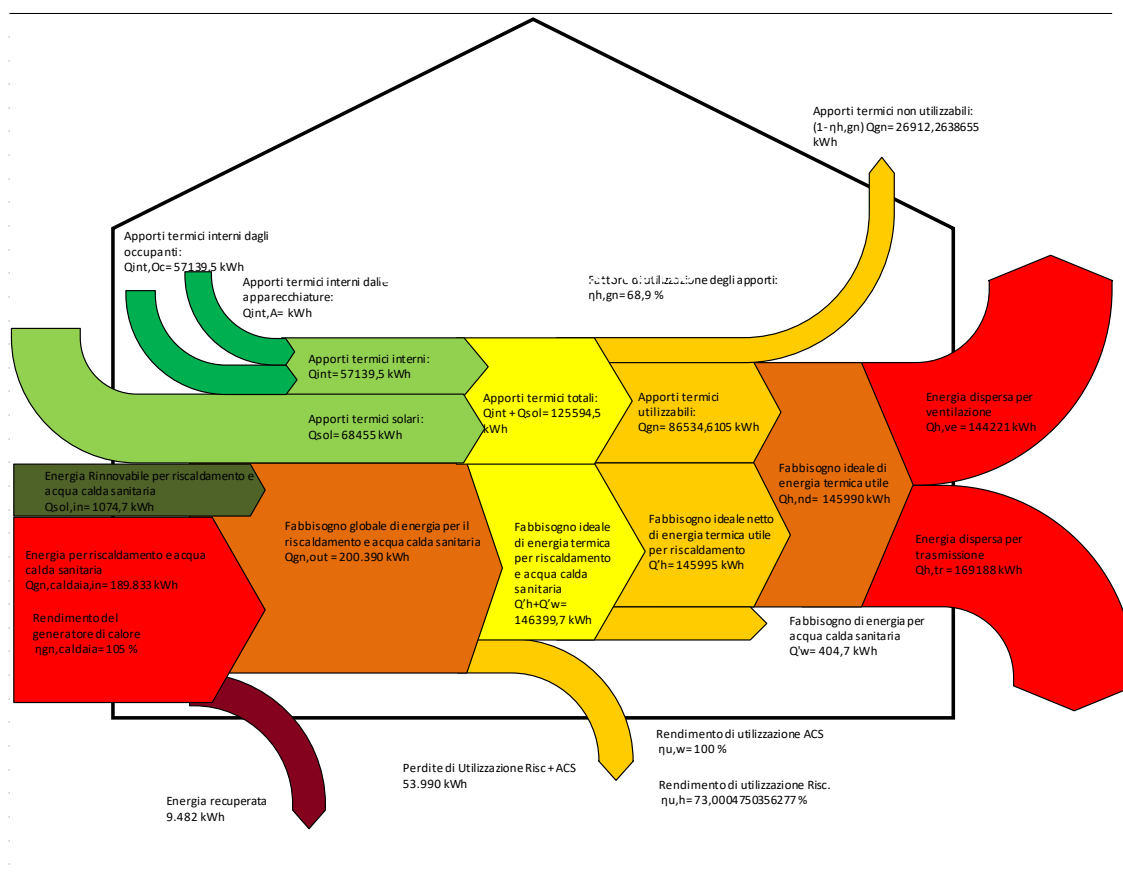 Apporti termici non utilizzabili:
(1-ηh,gn) Qgn= 26912,2638655
kWh
Apporti termici interni dagli
occupanti:
Qint,Oc= 57139,5 kWh
Apporti termici interni dalle
apparecchiature:
Qint,A= kWh
Fattore di utilizzazione degli apporti:
ηh,gn= 68,9 %
Apporti termici interni:
Qint= 57139,5 kWh
Apporti termici solari:
Qsol= 68455 kWh
Apporti termici totali:
Qint + Qsol= 125594,5
kWh
Apporti termici
utilizzabili:
Qgn= 86534,6105 kWh
Energia dispersa per
ventilazione
Qh,ve = 144221 kWh
Fabbisogno ideale di
energia termica utile
Qh,nd= 145990 kWh
Energia Rinnovabile per riscaldamento e
acqua calda sanitaria
Qsol,in= 1074,7 kWh
Fabbisogno globale di energia per il
riscaldamento e acqua calda sanitaria
Qgn,out = 200.390 kWh
Fabbisogno ideale
di energia termica
per riscaldamento
e acqua calda
sanitaria
Q’h+Q’w=
146399,7 kWh
Fabbisogno ideale netto
di energia termica utile
per riscaldamento
Q’h= 145995 kWh
Energia dispersa per
trasmissione
Qh,tr = 169188 kWh
Energia per riscaldamento e acqua
calda sanitaria
Qgn,caldaia,in= 189.833 kWh
Rendimento del
generatore di calore
ηgn,caldaia= 105 %
Fabbisogno di energia per
acqua calda sanitaria
Q'w= 404,7 kWh
Rendimento di utilizzazione ACS
ηu,w= 100 %
Perdite di Utilizzazione Risc + ACS
53.990 kWh
Rendimento di utilizzazione Risc.
ηu,h= 73,0004750356277 %
Energia recuperata
9.482 kWh